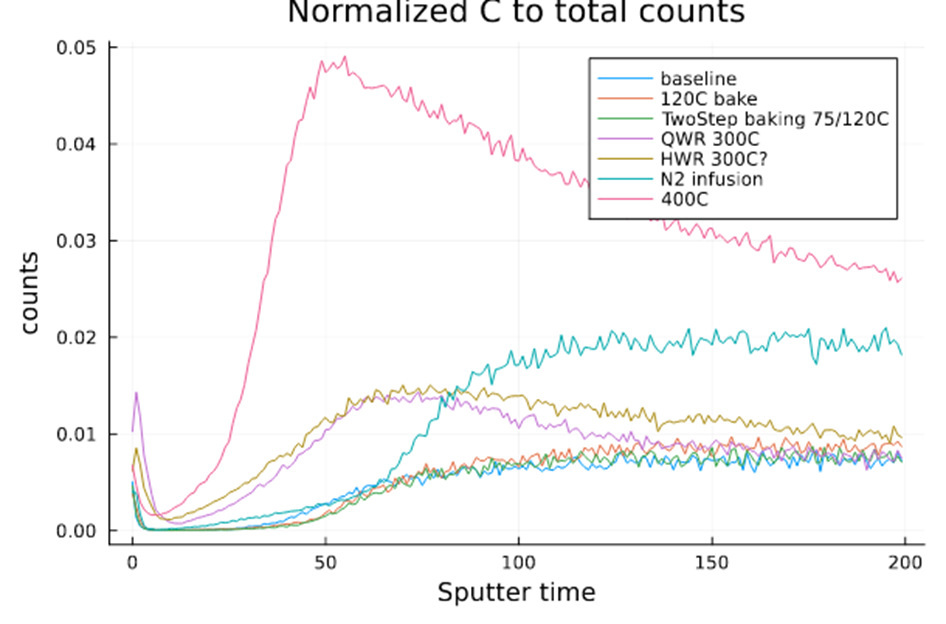 Normalized C to total counts
0.05
0.04
0.03
0.02
0.01
0.00
counts
baseline
120C bake
TwoStep baking 75/120C
QWR 300C
HWR 300C?
N2 infusion
400C
0 50 100 150 200
Sputter time